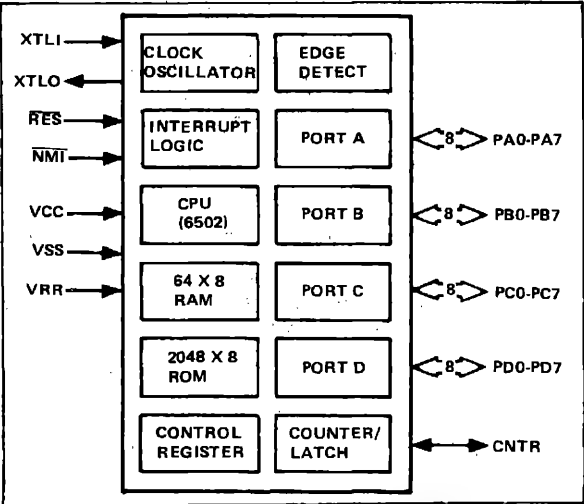 XTLI
XTLO
RES
NMI
VCC
VSS
VRR
CLOCK
OSCILLATOR
EDGE
DETECT
INTERRUPT
LOGIC
PORT A
CPU
(6502)
PORT B
64 X 8
RAM
PORT C
2048 X 8
ROM
PORT D
CONTROL
REGISTER
COUNTER/
LATCH
8 PA0-PA7
8 PB0-PB7
8 PC0-PC7
8 PD0-PD7
CNTR